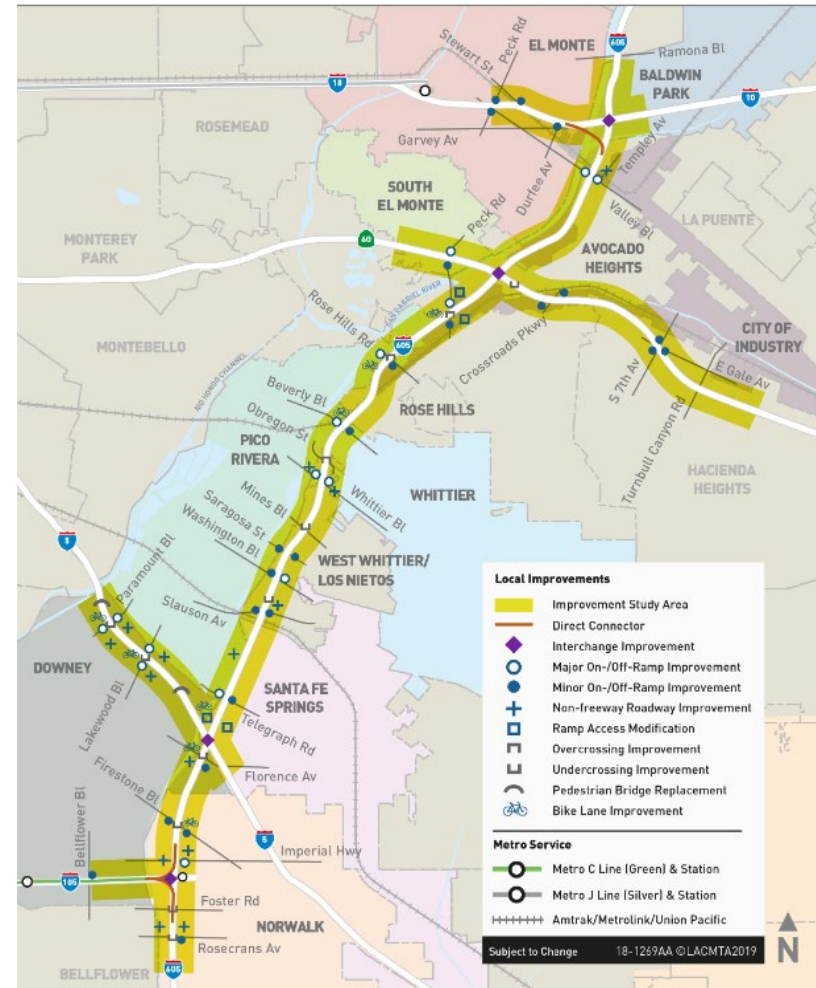 605
EL MONTE
Ramona Bl
Peck Rd
Stewart St
BALDWIN
PARK
10
10
ROSEMEAD
Garvey Av
Durfee Av
Templey Av
SOUTH
EL MONTE
Valley Bl
LA PUENTE
Peck Rd
60
MONTEREY
PARK
AVOCADO
HEIGHTS
SAN GABRIEL RIVER
Rose Hills Rd
605
Crossroads Pkwy
CITY OF
INDUSTRY
MONTEBELLO
RIO HONDO CHANNEL
S 7th Av
E Gale Av
Beverly Bl
ROSE HILLS
Obregon St
Turnbull Canyon Rd
PICO
RIVERA
HACIENDA
HEIGHTS
Mines Bl
Whittier Bl
WHITTIER
Saragosa St
Washington Bl
5
WEST WHITTIER/
LOS NIETOS
Paramount Bl
Slauson Av
DOWNEY
SANTA FE
SPRINGS
Lakewood Bl
Telegraph Rd
Florence Av
Firestone Bl
Bellflower Bl
5
Imperial Hwy
105
Foster Rd
NORWALK
Rosecrans Av
BELLFLOWER
605
Local Improvements
Improvement Study Area
Direct Connector
Interchange Improvement
Major On-/Off-Ramp Improvement
Minor On-/Off-Ramp Improvement
Non-freeway Roadway Improvement
Ramp Access Modification
Overcrossing Improvement
Undercrossing Improvement
Pedestrian Bridge Replacement
Bike Lane Improvement
Metro Service
Metro C Line (Green) & Station
Metro J Line (Silver) & Station
Amtrak/Metrolink/Union Pacific
Subject to Change 18-1269AA ©LACMTA2019
N